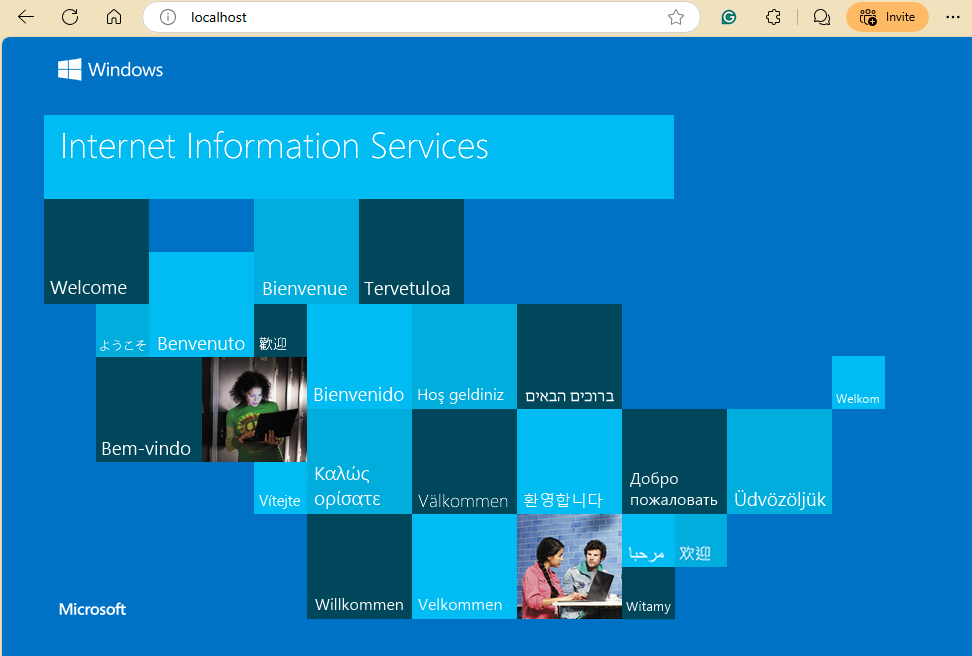 localhost
Invite
Windows
Internet Information Services
Welcome
Bienvenue
Tervetuloa
ようこそ
Benvenuto
歡迎
Bienvenido
Hoş geldiniz
ברוכים הבאים
Welkom
Bem-vindo
Vítejte
Καλώς
ορίσατε
Välkommen
환영합니다
Добро
пожаловать
Üdvözöljük
Willkommen
Velkommen
مرحبا
欢迎
Witamy
Microsoft